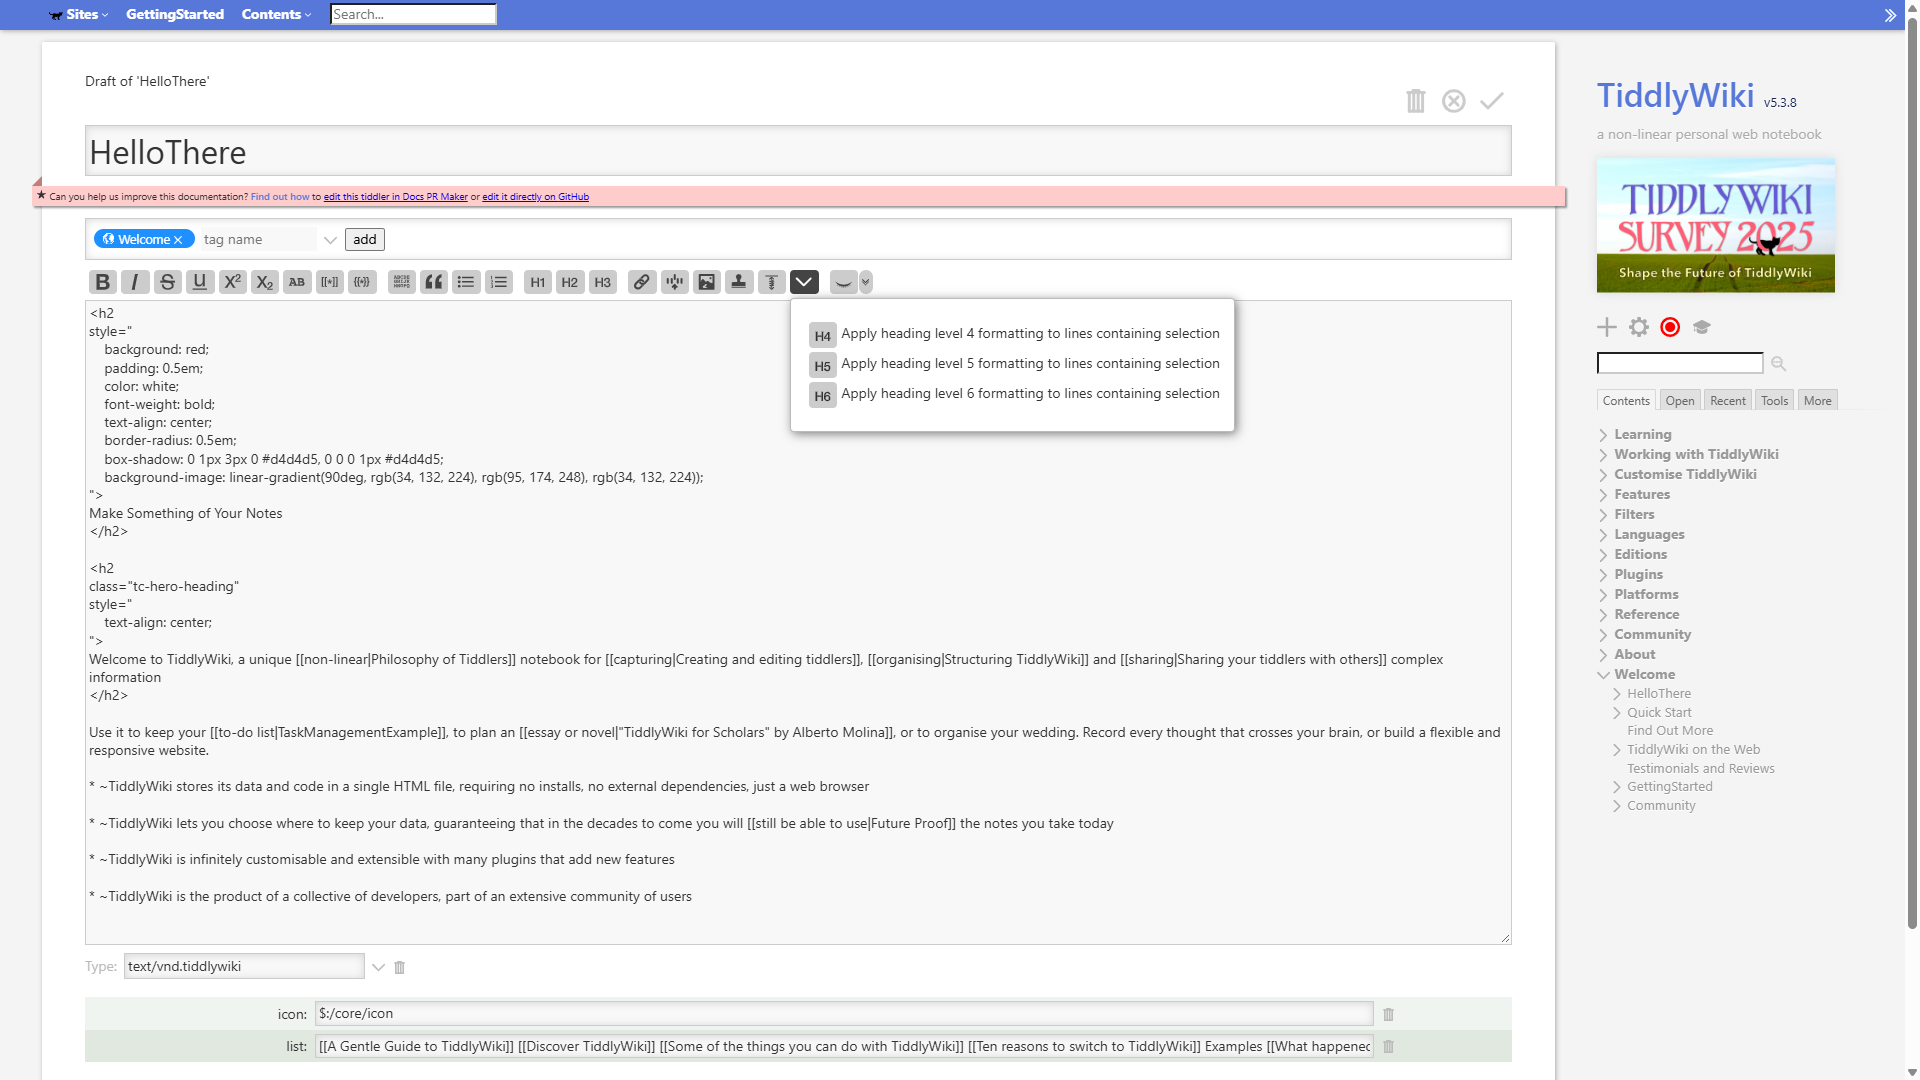 Sites
GettingStarted
Contents
Search...
Draft of 'HelloThere'
HelloThere
★ Can you help us improve this documentation? Find out how to edit this tiddler in Docs PR Maker or edit it directly on GitHub
Welcome ×
tag name
add
B I S U X2 X2 AB [[*]] {{*}}
H1 H2 H3
H4 Apply heading level 4 formatting to lines containing selection
H5 Apply heading level 5 formatting to lines containing selection
H6 Apply heading level 6 formatting to lines containing selection
<h2
style="
background: red;
padding: 0.5em;
color: white;
font-weight: bold;
text-align: center;
border-radius: 0.5em;
box-shadow: 0 1px 3px 0 #d4d4d5, 0 0 0 1px #d4d4d5;
background-image: linear-gradient(90deg, rgb(34, 132, 224), rgb(95, 174, 248), rgb(34, 132, 224));
">
Make Something of Your Notes
</h2>
<h2
class="tc-hero-heading"
style="
text-align: center;
">
Welcome to TiddlyWiki, a unique [[non-linear|Philosophy of Tiddlers]] notebook for [[capturing|Creating and editing tiddlers]], [[organising|Structuring TiddlyWiki]] and [[sharing|Sharing your tiddlers with others]] complex
information
</h2>
Use it to keep your [[to-do list|TaskManagementExample]], to plan an [[essay or novel|"TiddlyWiki for Scholars" by Alberto Molina]], or to organise your wedding. Record every thought that crosses your brain, or build a flexible and
responsive website.
* ~TiddlyWiki stores its data and code in a single HTML file, requiring no installs, no external dependencies, just a web browser
* ~TiddlyWiki lets you choose where to keep your data, guaranteeing that in the decades to come you will [[still be able to use|Future Proof]] the notes you take today
* ~TiddlyWiki is infinitely customisable and extensible with many plugins that add new features
* ~TiddlyWiki is the product of a collective of developers, part of an extensive community of users
Type: text/vnd.tiddlywiki
icon: $:/core/icon
list: [[A Gentle Guide to TiddlyWiki]] [[Discover TiddlyWiki]] [[Some of the things you can do with TiddlyWiki]] [[Ten reasons to switch to TiddlyWiki]] Examples [[What happened
TiddlyWiki v5.3.8
a non-linear personal web notebook
TIDDLYWIKI
SURVEY 2025
Shape the Future of TiddlyWiki
Contents
Open
Recent
Tools
More
Learning
Working with TiddlyWiki
Customise TiddlyWiki
Features
Filters
Languages
Editions
Plugins
Platforms
Reference
Community
About
Welcome
HelloThere
Quick Start
Find Out More
TiddlyWiki on the Web
Testimonials and Reviews
GettingStarted
Community